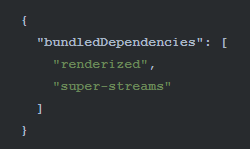 {
"bundledDependencies": [
"renderized",
"super-streams"
]
}